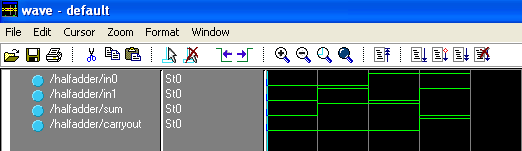 wave - default
File Edit Cursor Zoom Format Window
/halfadder/in0 St0
/halfadder/in1 St0
/halfadder/sum St0
/halfadder/carryout St0